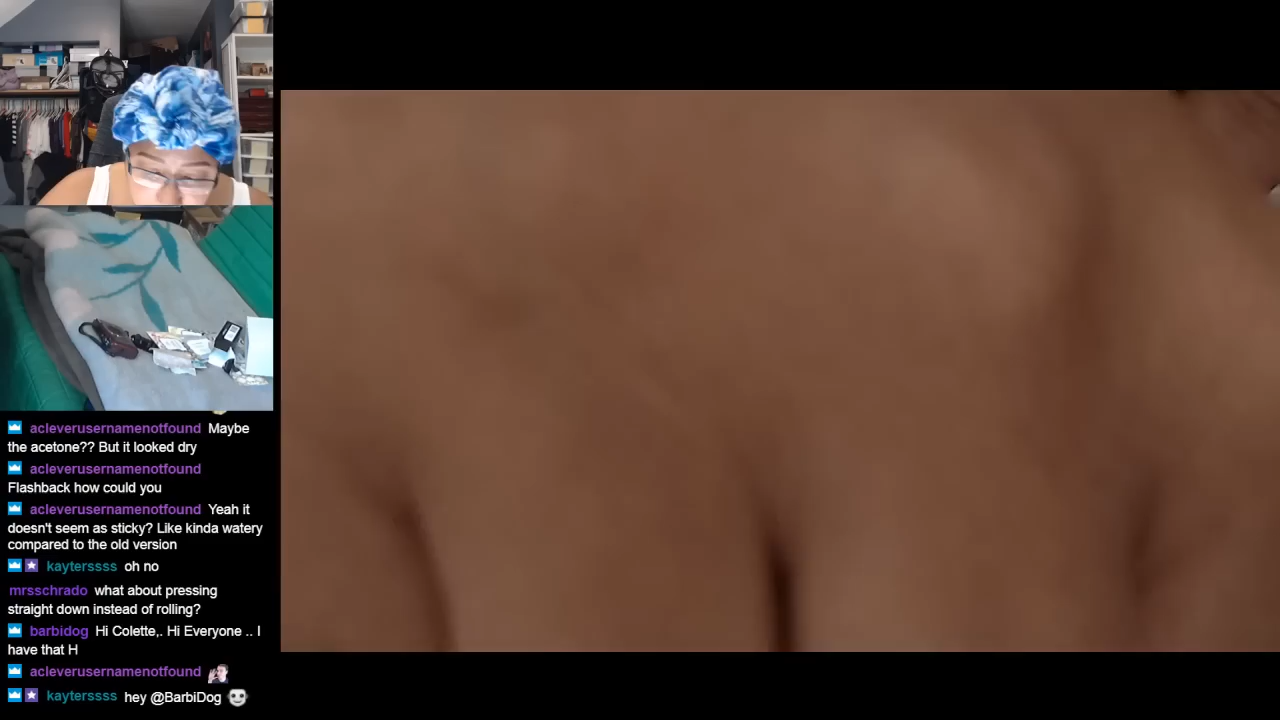 acleverusernamenotfound Maybe
the acetone?? But it looked dry
acleverusernamenotfound
Flashback how could you
acleverusernamenotfound Yeah it
doesn't seem as sticky? Like kinda watery
compared to the old version
kayterssss oh no
mrsschrado what about pressing
straight down instead of rolling?
barbidog Hi Colette,. Hi Everyone .. I
have that H
acleverusernamenotfound
kayterssss hey @BarbiDog